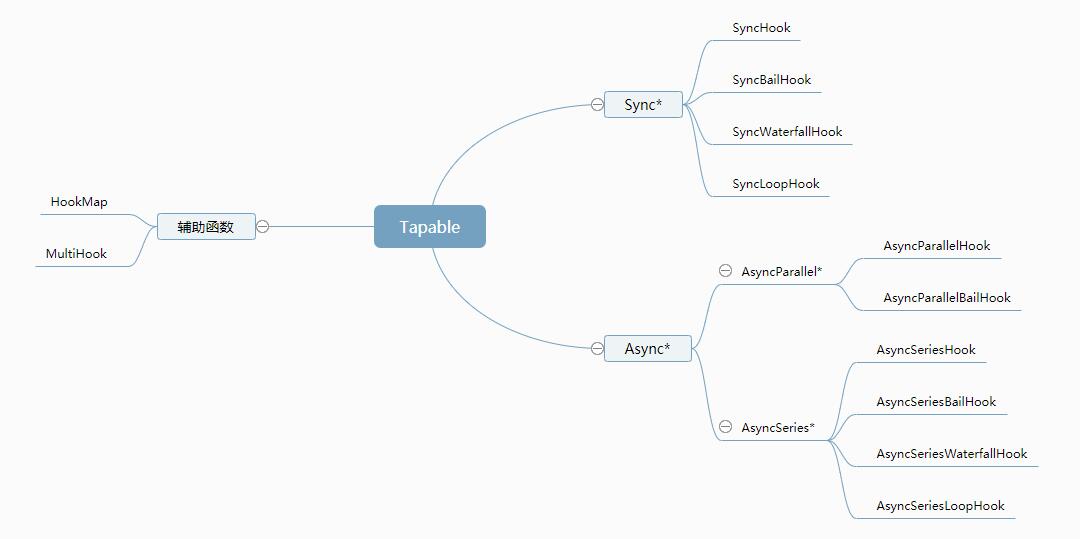 Tapable
Sync*
SyncHook
SyncBailHook
SyncWaterfallHook
SyncLoopHook
Async*
AsyncParallel*
AsyncParallelHook
AsyncParallelBailHook
AsyncSeries*
AsyncSeriesHook
AsyncSeriesBailHook
AsyncSeriesWaterfallHook
AsyncSeriesLoopHook
辅助函数
HookMap
MultiHook